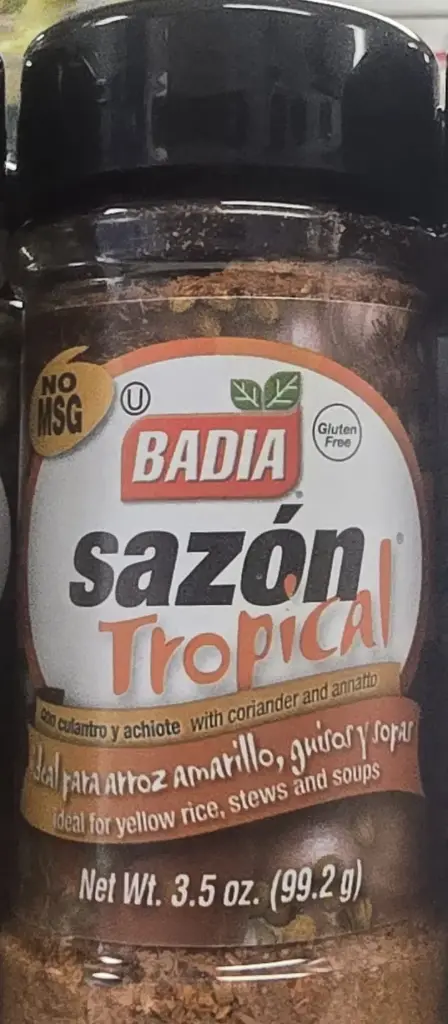 NO
MSG
U
Gluten
Free
BADIA
®
sazón
®
Tropical
con culantro y achiote with coriander and annatto
ideal para arroz amarillo, guisos y sopas
ideal for yellow rice, stews and soups
Net Wt. 3.5 oz. (99.2 g)